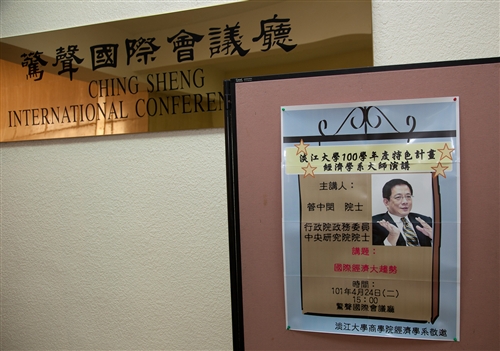 驚聲國際會議廳
CHING SHENG
INTERNATIONAL CONFEREN
淡江大學100學年度特色計畫
經濟學系大師演講
主講人：
管中閔 院士
行政院政務委員
中央研究院院士
講題：
國際經濟大趨勢
時間：
101年4月24日(二)
15：00
驚聲國際會議廳
淡江大學商學院經濟學系敬邀